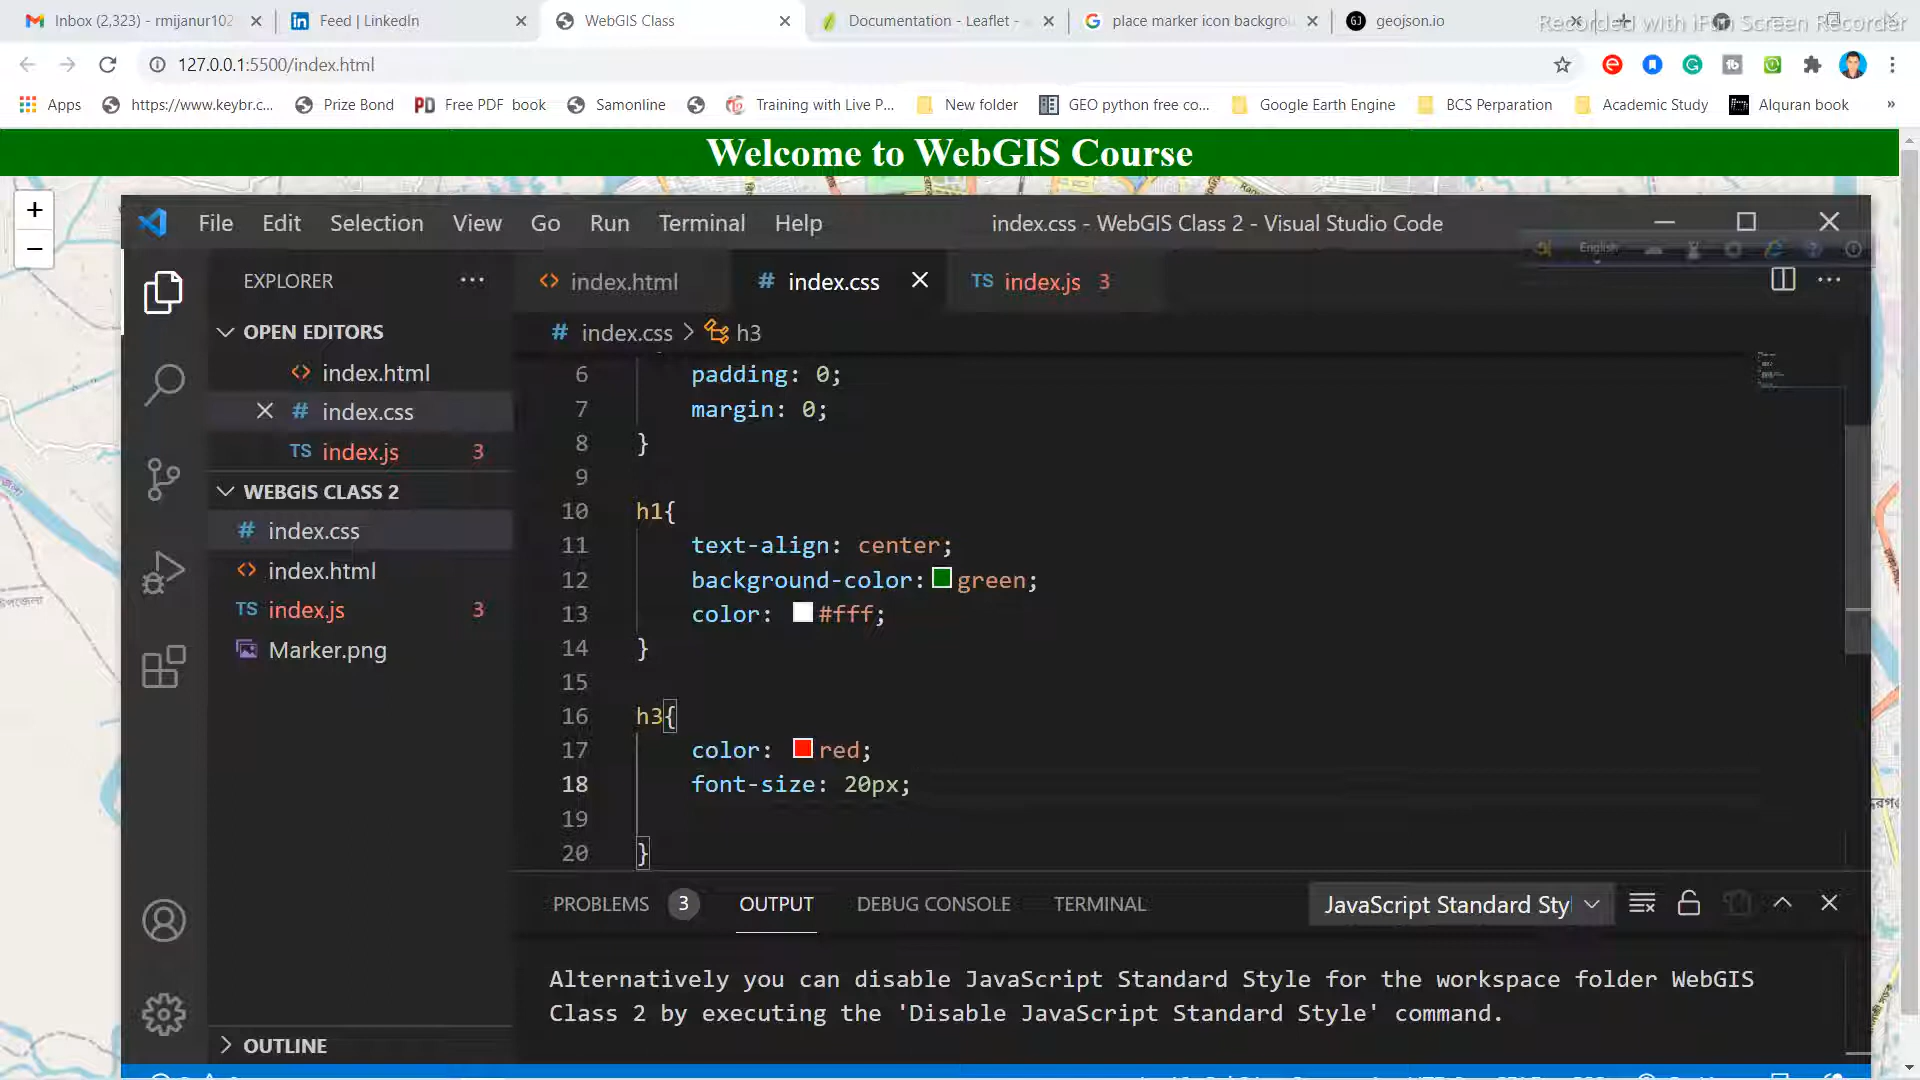 Inbox (2,323) - rmijanur102
Feed | LinkedIn
WebGIS Class
Documentation - Leaflet -
place marker icon backgrou
geojson.io
Recorded with iFun Screen Recorder
127.0.0.1:5500/index.html
Apps
https://www.keybr.c...
Prize Bond
PD Free PDF book
Samonline
Training with Live P...
New folder
GEO python free co...
Google Earth Engine
BCS Perparation
Academic Study
Alquran book
»
Welcome to WebGIS Course
+
−
File Edit Selection View Go Run Terminal Help
index.css - WebGIS Class 2 - Visual Studio Code
English
EXPLORER
OPEN EDITORS
<> index.html
# index.css
TS index.js 3
WEBGIS CLASS 2
# index.css
<> index.html
TS index.js 3
Marker.png
OUTLINE
<> index.html
# index.css
TS index.js 3
# index.css > h3
6 padding: 0;
7 margin: 0;
8 }
9
10 h1{
11 text-align: center;
12 background-color: green;
13 color: #fff;
14 }
15
16 h3{
17 color: red;
18 font-size: 20px;
19
20 }
PROBLEMS 3 OUTPUT DEBUG CONSOLE TERMINAL
JavaScript Standard Styl
Alternatively you can disable JavaScript Standard Style for the workspace folder WebGIS
Class 2 by executing the 'Disable JavaScript Standard Style' command.